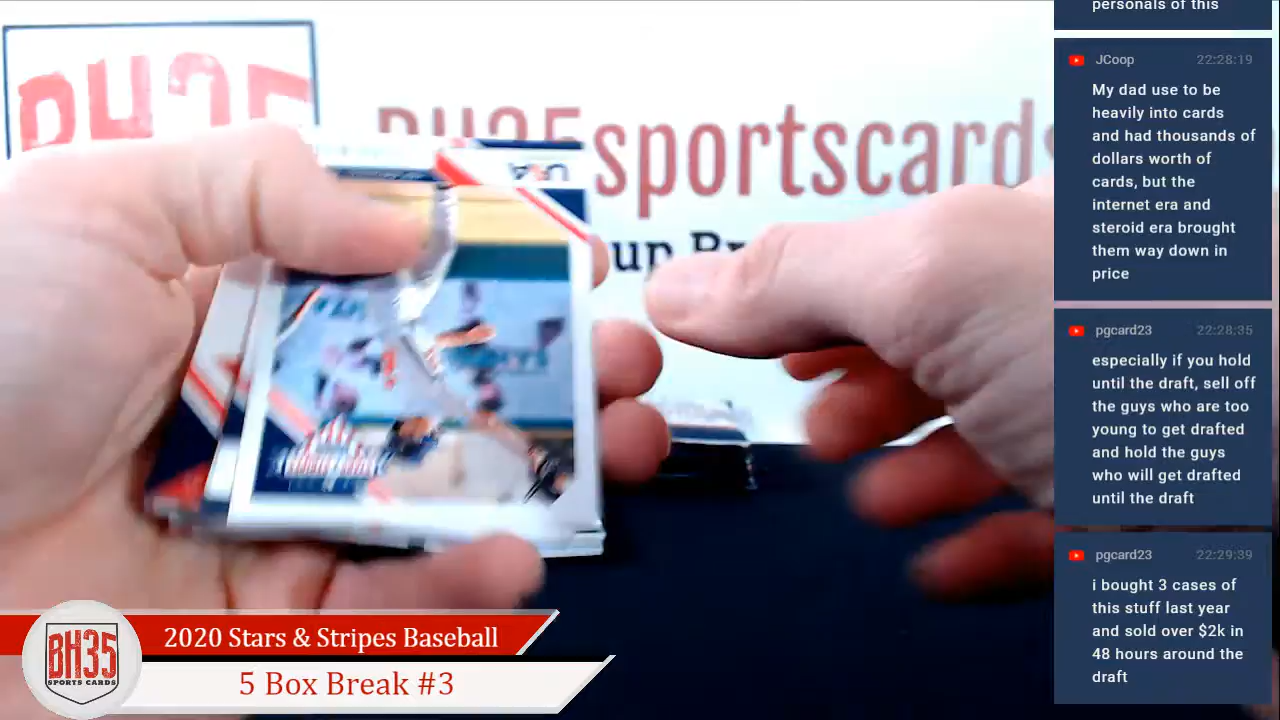 BH35
BH35sportscards
up Br
USA
personals of this
JCoop 22:28:19
My dad use to be
heavily into cards
and had thousands of
dollars worth of
cards, but the
internet era and
steroid era brought
them way down in
price
pgcard23 22:28:35
especially if you hold
until the draft, sell off
the guys who are too
young to get drafted
and hold the guys
who will get drafted
until the draft
pgcard23 22:29:39
i bought 3 cases of
this stuff last year
and sold over $2k in
48 hours around the
draft
BH35
SPORTS CARDS
2020 Stars & Stripes Baseball
5 Box Break #3